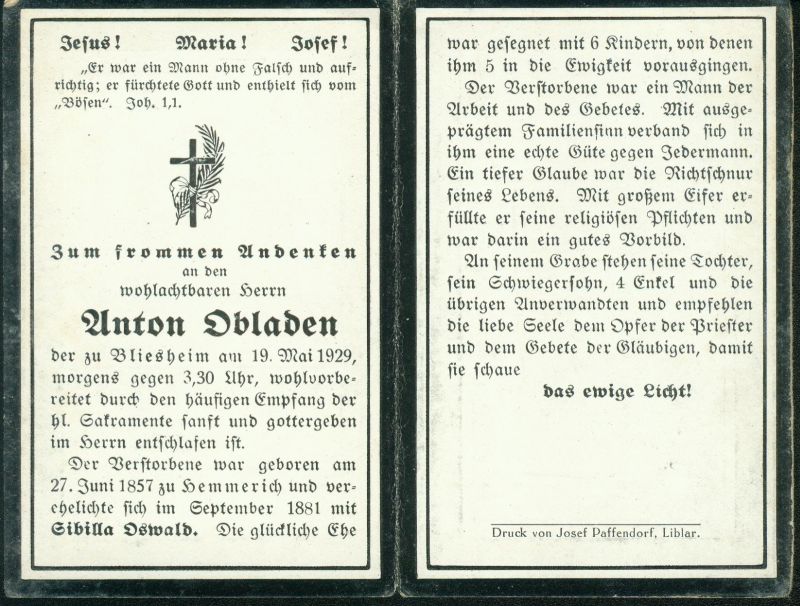 Jesus! Maria! Josef!
„Er war ein Mann ohne Falsch und auf-
richtig; er fürchtete Gott und enthielt sich vom
„Bösen“. Joh. 1,1.
Zum frommen Andenken
an den
wohlachtbaren Herrn
Anton Obladen
der zu Bliesheim am 19. Mai 1929,
morgens gegen 3,30 Uhr, wohlvorbe-
reitet durch den häufigen Empfang der
hl. Sakramente sanft und gottergeben
im Herrn entschlafen ist.
Der Verstorbene war geboren am
27. Juni 1857 zu Hemmerich und ver-
ehelichte sich im September 1881 mit
Sibilla Oswald. Die glückliche Ehe
war gesegnet mit 6 Kindern, von denen
ihm 5 in die Ewigkeit vorausgingen.
Der Verstorbene war ein Mann der
Arbeit und des Gebetes. Mit ausge-
prägtem Familiensinn verband sich in
ihm eine echte Güte gegen Jedermann.
Ein tiefer Glaube war die Richtschnur
seines Lebens. Mit großem Eifer er-
füllte er seine religiösen Pflichten und
war darin ein gutes Vorbild.
An seinem Grabe stehen seine Tochter,
sein Schwiegersohn, 4 Enkel und die
übrigen Anverwandten und empfehlen
die liebe Seele dem Opfer der Priester
und dem Gebete der Gläubigen, damit
sie schaue
das ewige Licht!
Druck von Josef Paffendorf, Liblar.